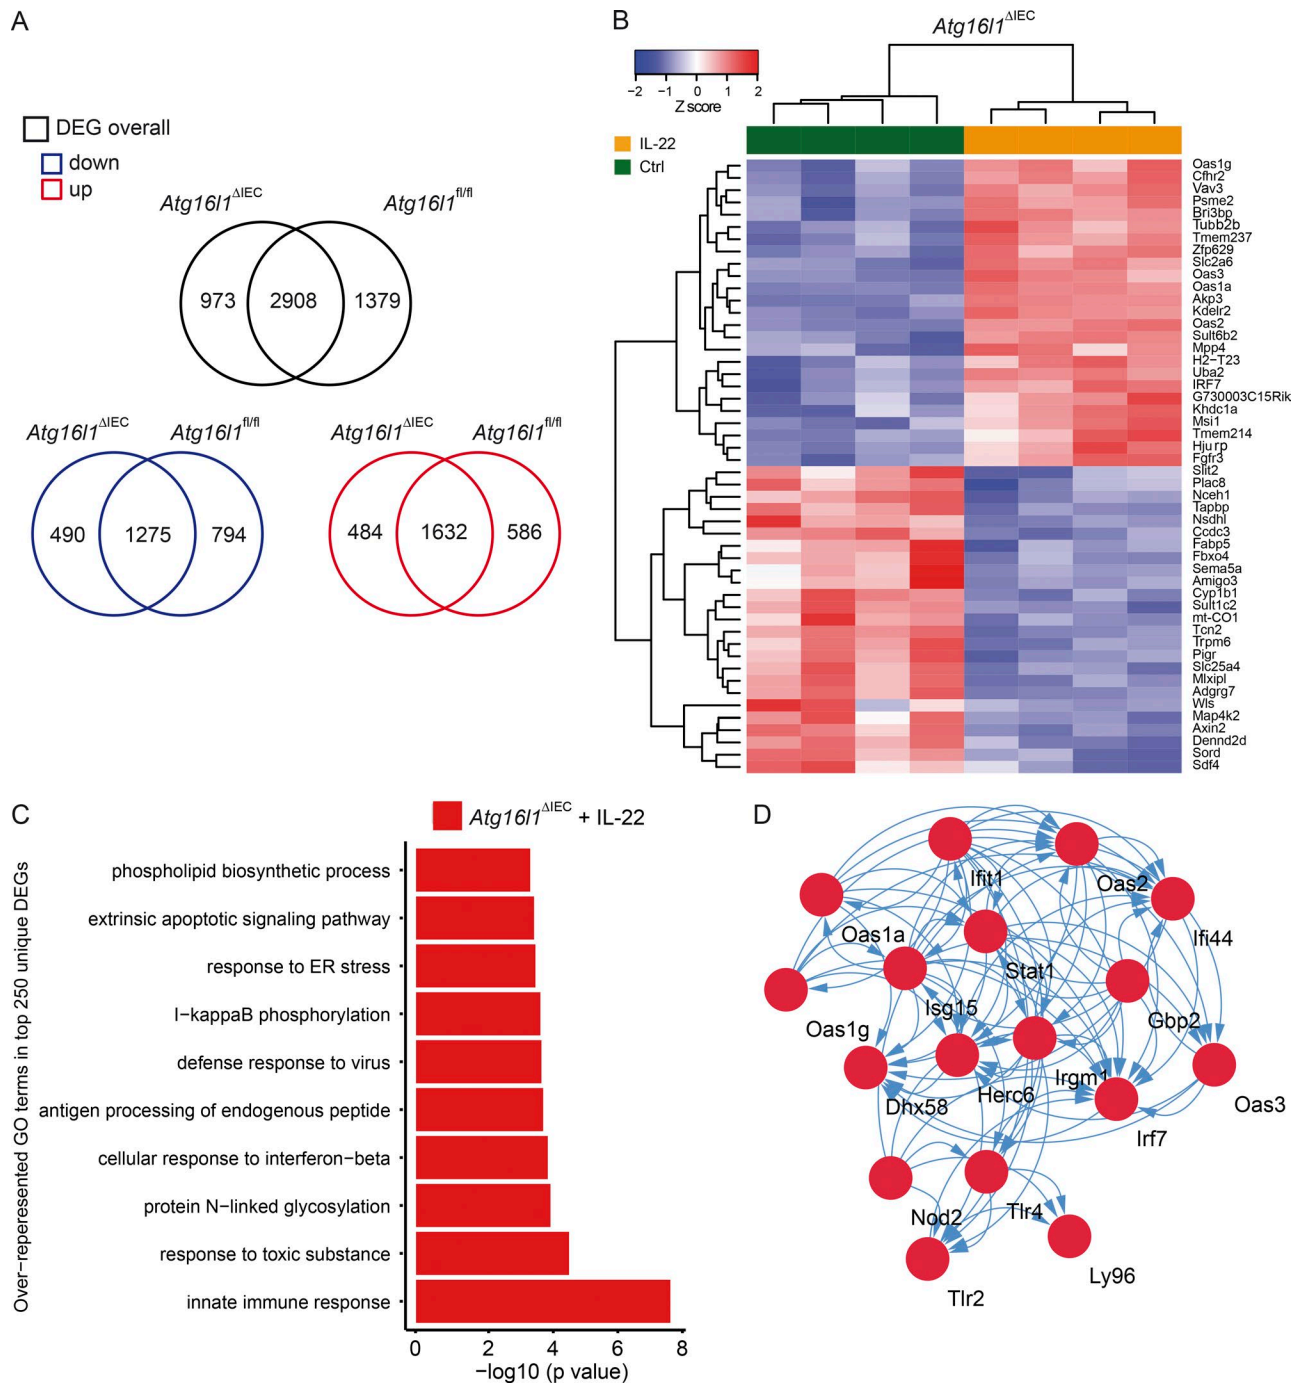 A
DEG overall
down
up
Atg16l1ΔIEC
Atg16l1fl/fl
973
2908
1379
Atg16l1ΔIEC
Atg16l1fl/fl
490
1275
794
Atg16l1ΔIEC
Atg16l1fl/fl
484
1632
586
B
Atg16l1ΔIEC
−2 −1 0 1 2
Z score
IL-22
Ctrl
Oas1g
Cfhr2
Vav3
Psme2
Bri3bp
Tubb2b
Tmem237
Zfp629
Slc2a6
Oas3
Oas1a
Akp3
Kdelr2
Oas2
Sult6b2
Mpp4
H2-T23
Uba2
IRF7
G730003C15Rik
Khdc1a
Msi1
Tmem214
Hjurp
Fgfr3
Slit2
Plac8
Nceh1
Tapbp
Nsdhl
Ccdc3
Fabp5
Fbxo4
Sema5a
Amigo3
Cyp1b1
Sult1c2
mt-CO1
Tcn2
Trpm6
Pigr
Slc25a4
Mlxipl
Adgrg7
Wls
Map4k2
Axin2
Dennd2d
Sord
Sdf4
C
Atg16l1ΔIEC + IL-22
Over-reperesented GO terms in top 250 unique DEGs
phospholipid biosynthetic process
extrinsic apoptotic signaling pathway
response to ER stress
I−kappaB phosphorylation
defense response to virus
antigen processing of endogenous peptide
cellular response to interferon−beta
protein N−linked glycosylation
response to toxic substance
innate immune response
0 2 4 6 8
−log10 (p value)
D
Ifit1
Oas2
Oas1a
Ifi44
Stat1
Isg15
Gbp2
Oas1g
Irgm1
Herc6
Dhx58
Oas3
Irf7
Nod2
Tlr4
Ly96
Tlr2